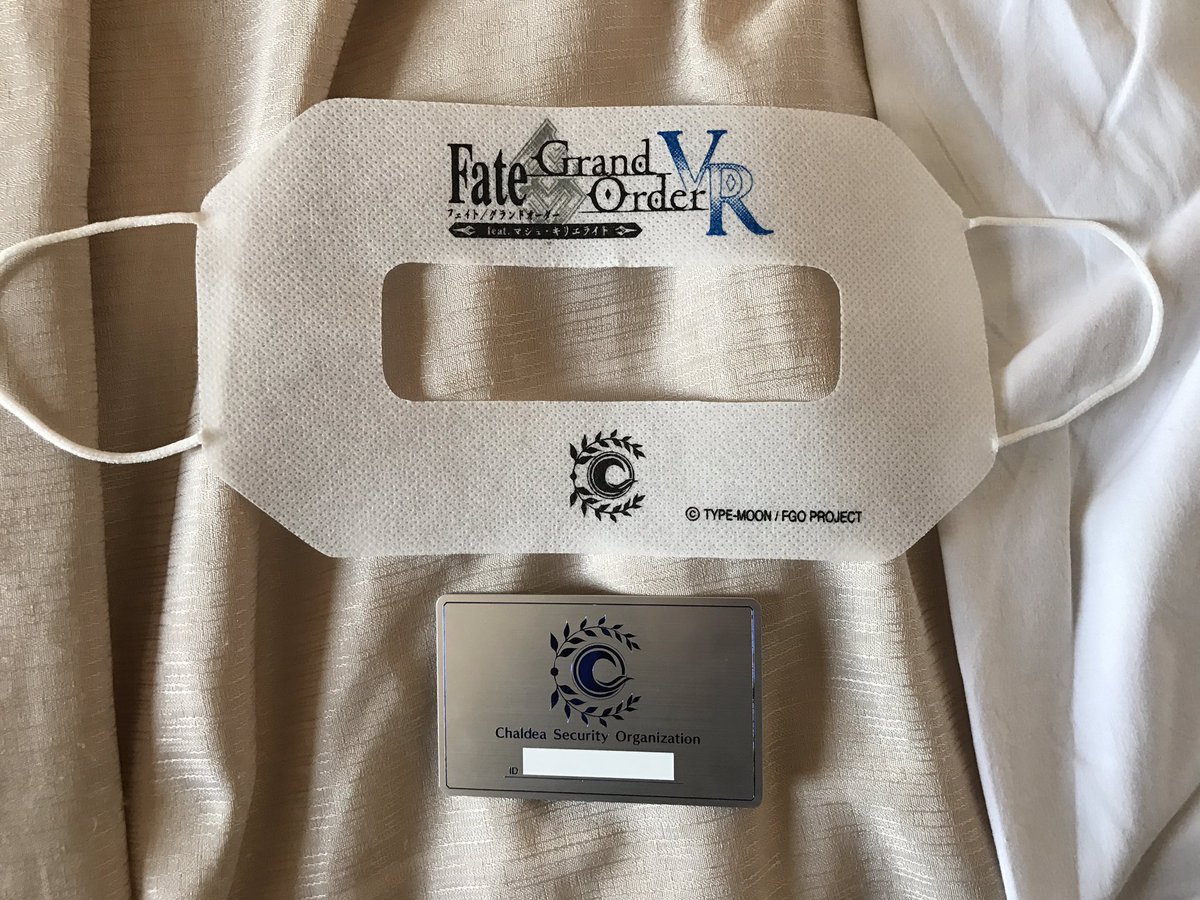 Fate Grand Order VR
フェイト/グランドオーダー
feat.マシュ・キリエライト
© TYPE-MOON / FGO PROJECT
Chaldea Security Organization
ID